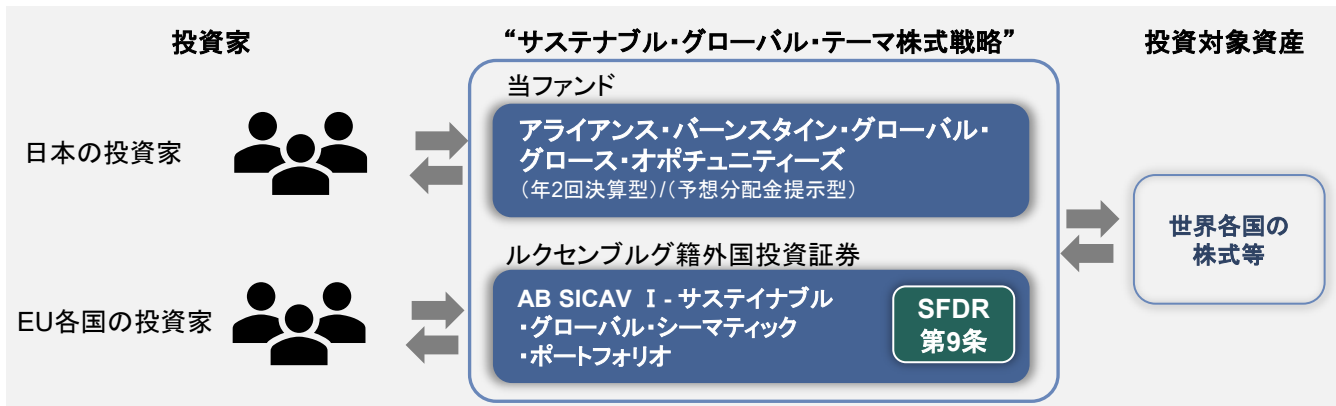 投資家
“サステナブル・グローバル・テーマ株式戦略”
投資対象資産
当ファンド
日本の投資家
アライアンス・バーンスタイン・グローバル・
グロース・オポチュニティーズ
（年2回決算型）/（予想分配金提示型）
世界各国の
株式等
ルクセンブルグ籍外国投資証券
EU各国の投資家
AB SICAV Ⅰ - サステイナブル
・グローバル・シーマティック
・ポートフォリオ
SFDR
第9条